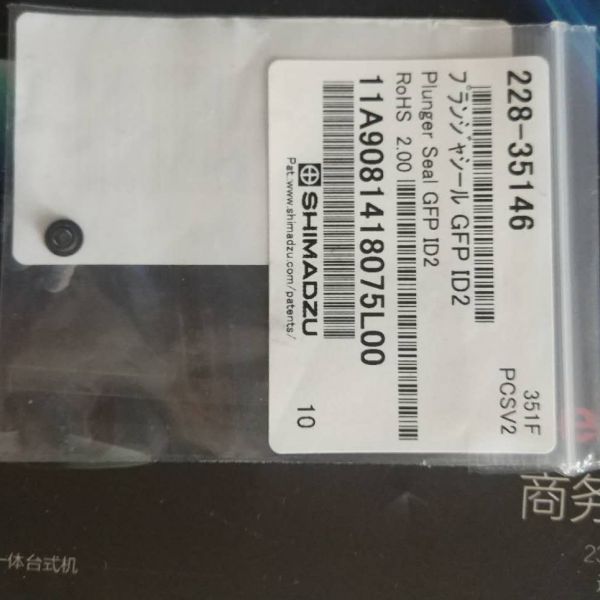 228-35146
プランジャシール GFP ID2
Plunger Seal GFP ID2
RoHS 2.00
11A9081418075L00
SHIMADZU
Pat.www.shimadzu.com/patents/
351F
PCSV2
10
商务
一体台式机
23